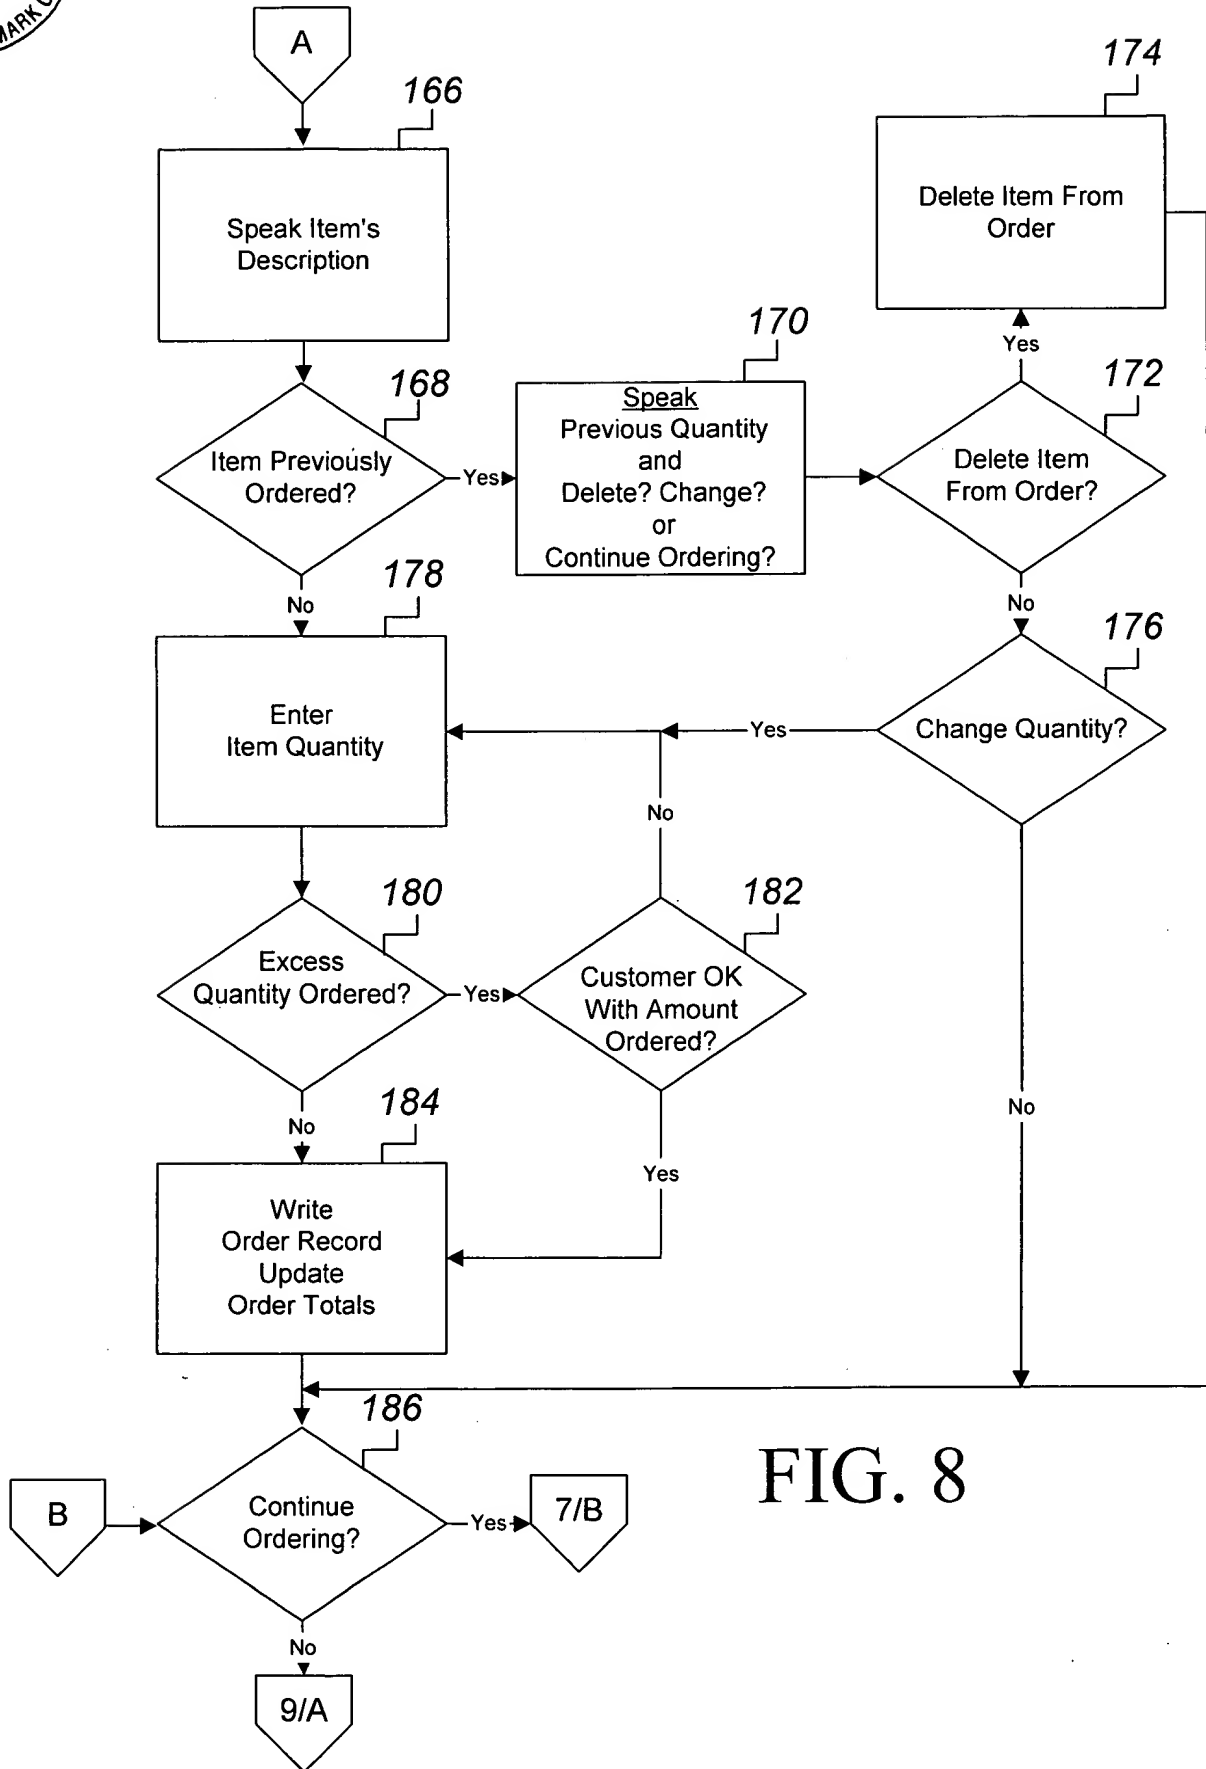 MARK
A
166
174
Speak Item's
Description
Delete Item From
Order
Yes
168
170
172
Item Previously
Ordered?
Yes
Speak
Previous Quantity
and
Delete? Change?
or
Continue Ordering?
Delete Item
From Order?
No
178
No
176
Enter
Item Quantity
Yes
Change Quantity?
No
180
182
Excess
Quantity Ordered?
Yes
Customer OK
With Amount
Ordered?
No
184
No
Yes
Write
Order Record
Update
Order Totals
186
B
Continue
Ordering?
Yes
7/B
FIG. 8
No
9/A